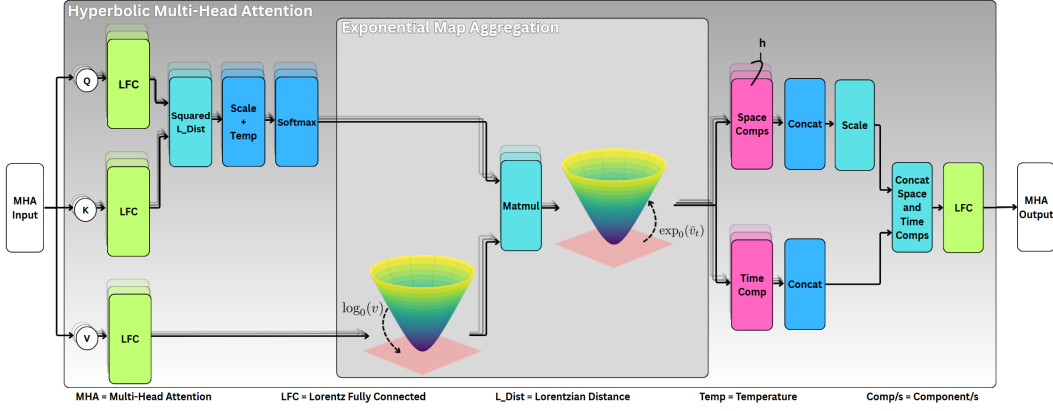 Hyperbolic Multi-Head Attention
Exponential Map Aggregation
MHA
Input
Q
K
V
LFC
LFC
LFC
Squared
L_Dist
Scale
+
Temp
Softmax
log₀(v)
Matmul
exp₀(v̄ₜ)
h
Space
Comps
Concat
Scale
Time
Comp
Concat
Concat
Space
and
Time
Comps
LFC
MHA
Output
MHA = Multi-Head Attention
LFC = Lorentz Fully Connected
L_Dist = Lorentzian Distance
Temp = Temperature
Comp/s = Component/s